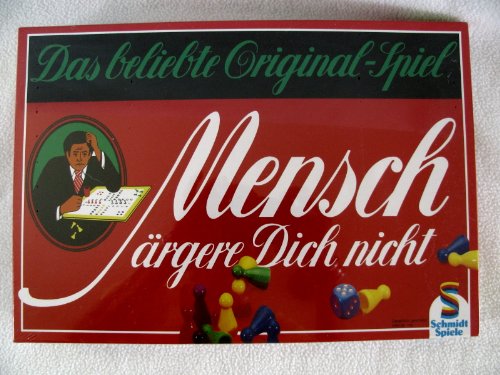 Das beliebte Original-Spiel
Mensch
ärgere Dich nicht
Schmidt
Spiele